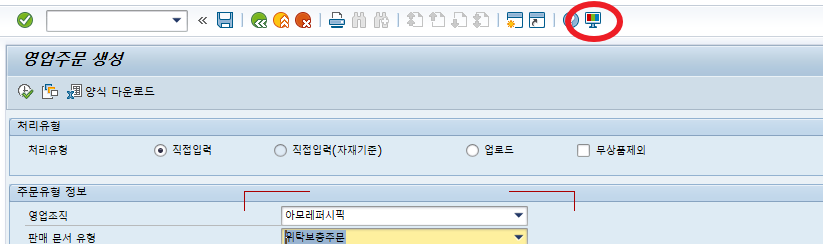 영업주문 생성
양식 다운로드
처리유형
처리유형 직접입력 직접입력(자재기준) 업로드 무상품제외
주문유형 정보
영업조직 아모레퍼시픽
판매 문서 유형 위탁보충주문